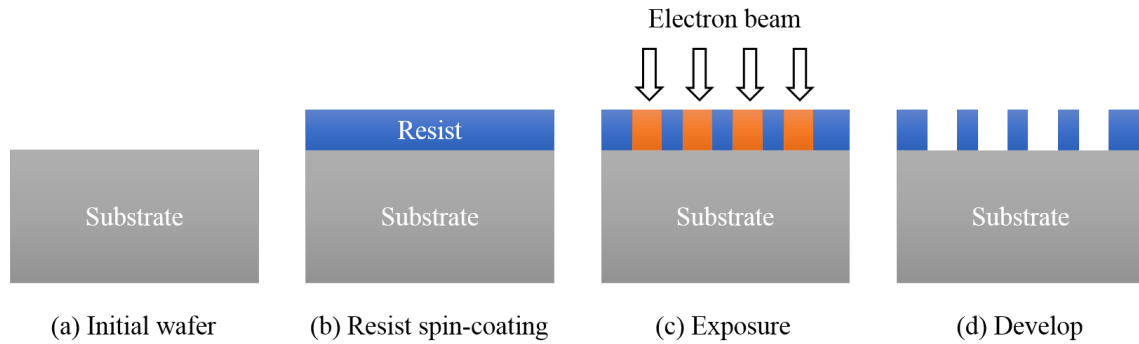 Electron beam
Resist
Substrate
Substrate
Substrate
Substrate
(a) Initial wafer
(b) Resist spin-coating
(c) Exposure
(d) Develop